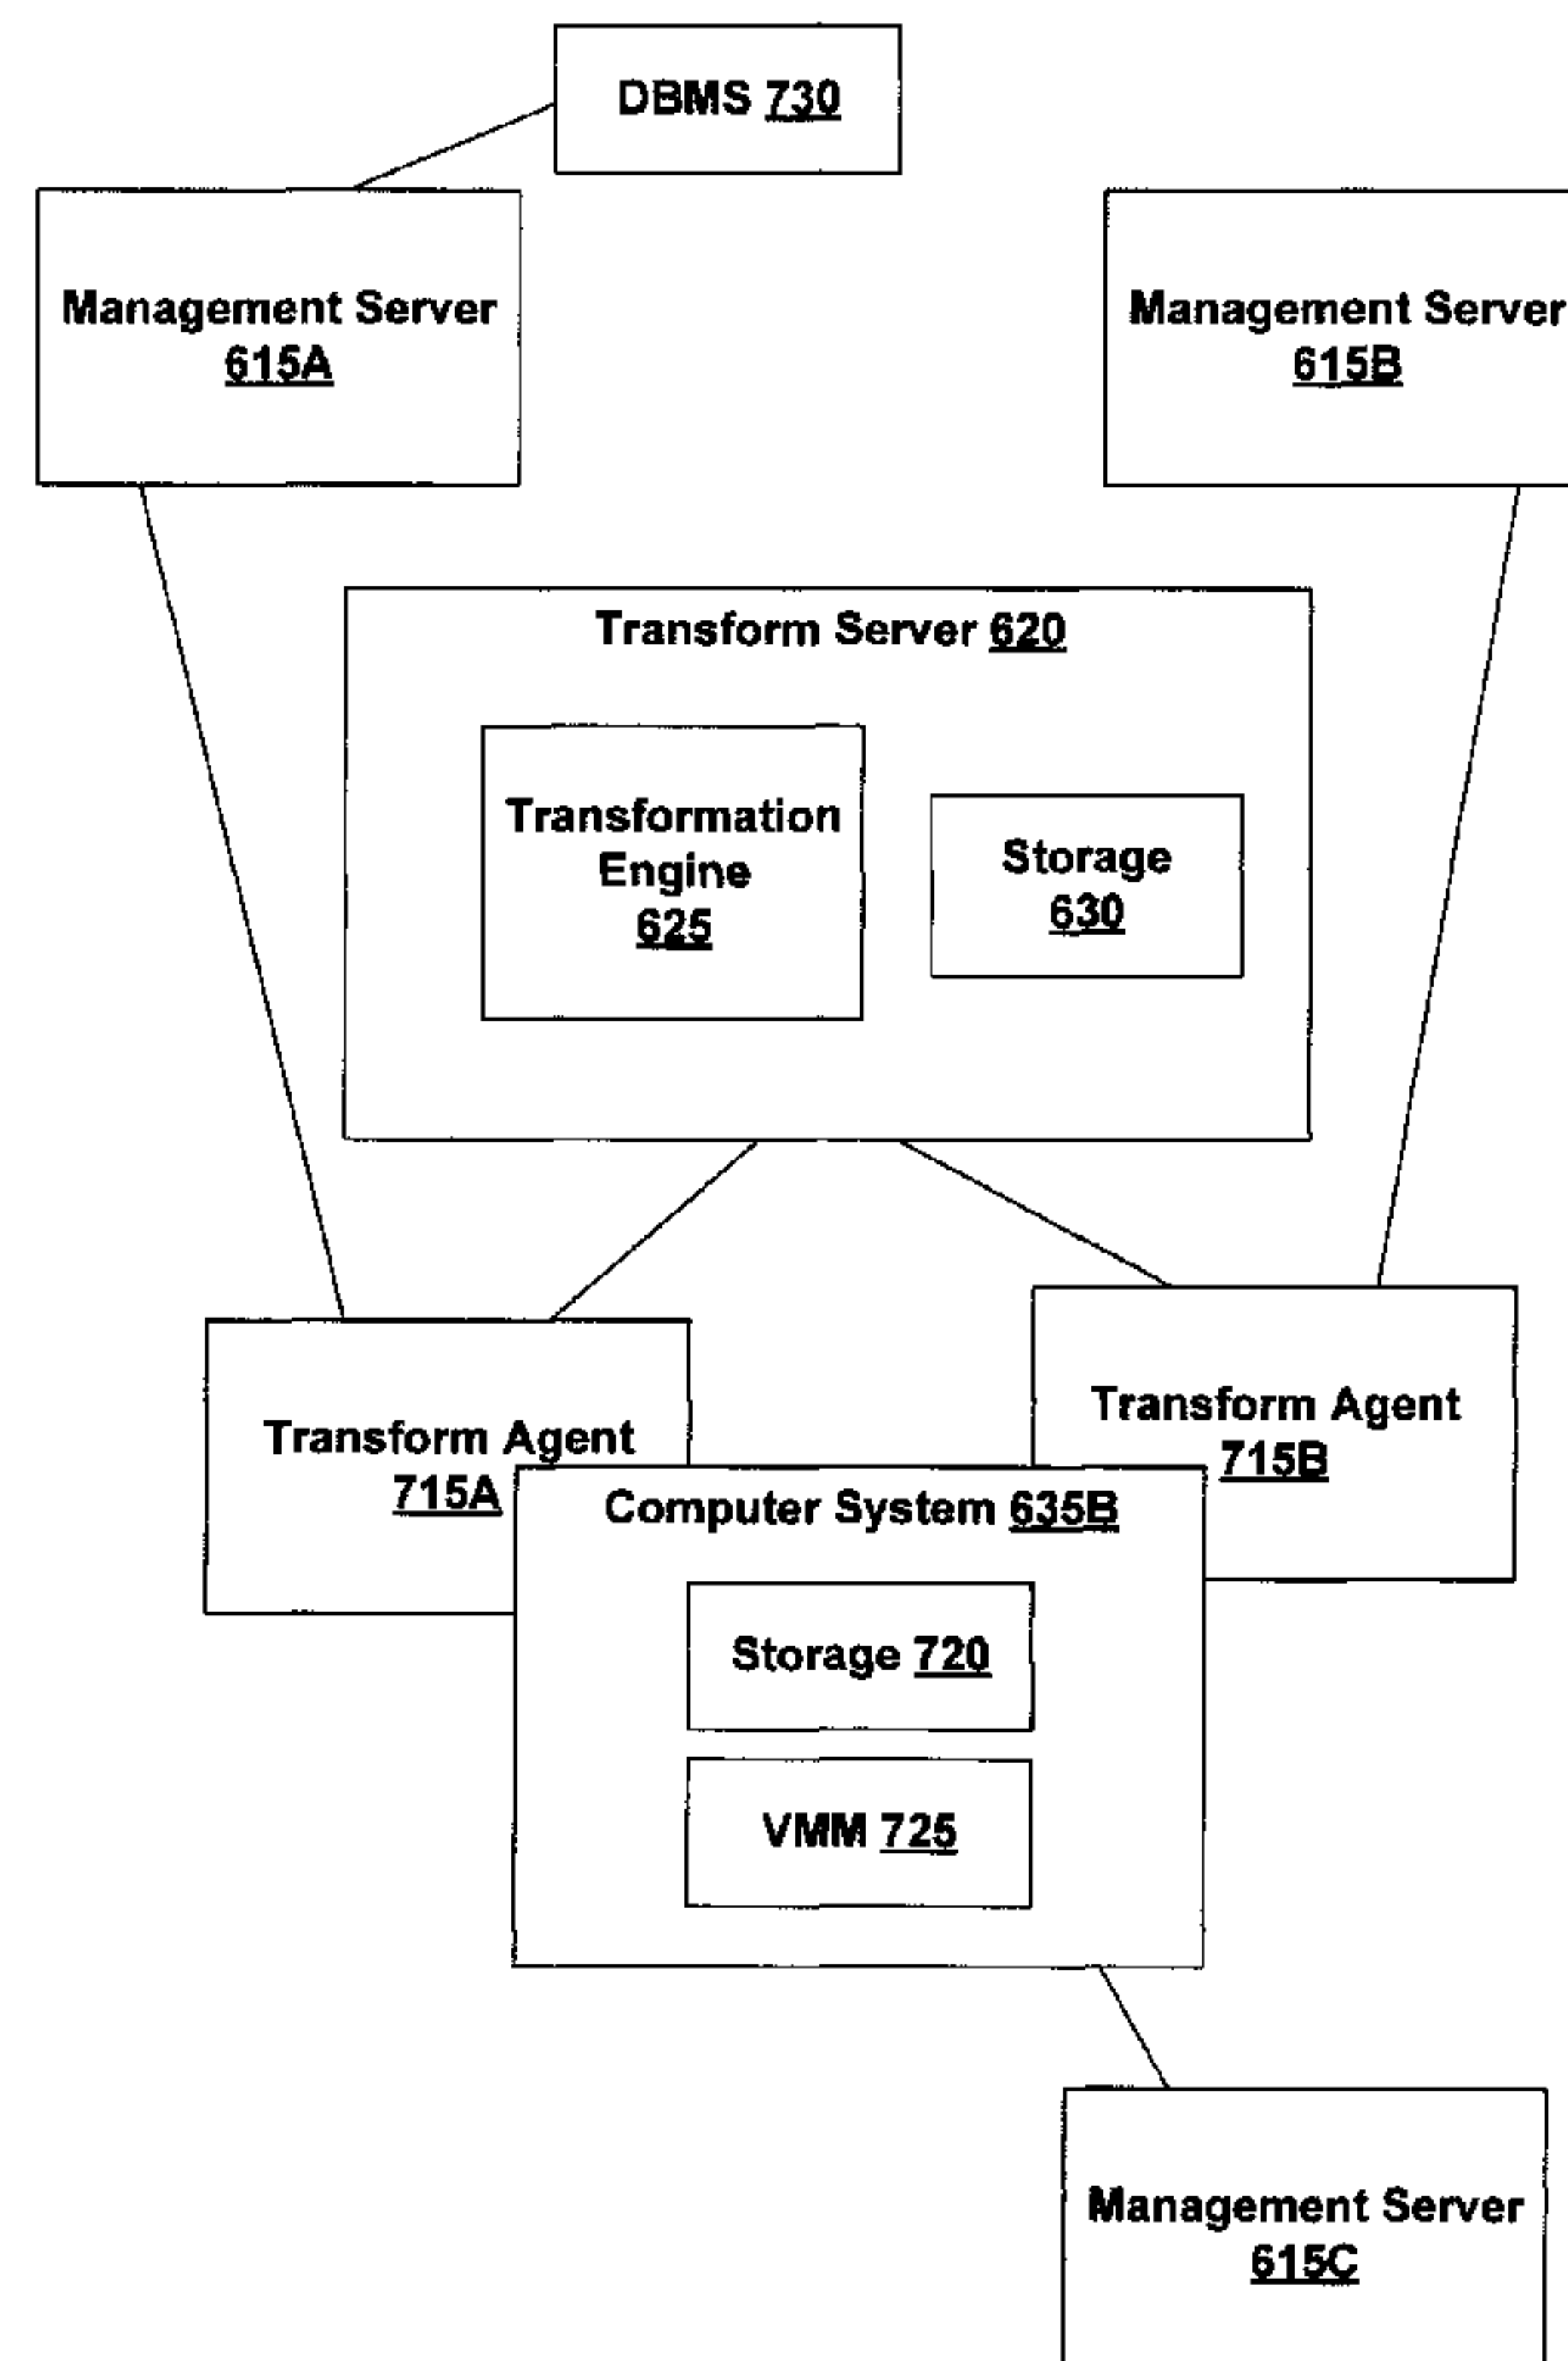 DBMS 730
Management Server
615A
Management Server
615B
Transform Server 620
Transformation
Engine
625
Storage
630
Transform Agent
715A
Transform Agent
715B
Computer System 635B
Storage 720
VMM 725
Management Server
615C